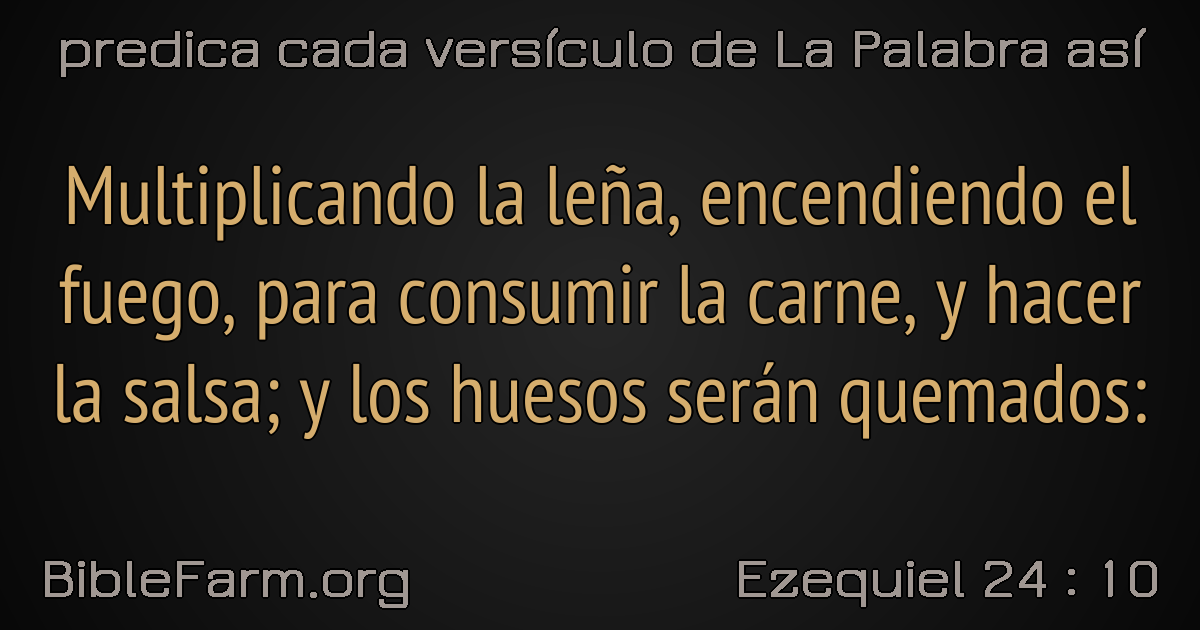 predica cada versículo de La Palabra así
Multiplicando la leña, encendiendo el
fuego, para consumir la carne, y hacer
la salsa; y los huesos serán quemados:
BibleFarm.org
Ezequiel 24 : 10